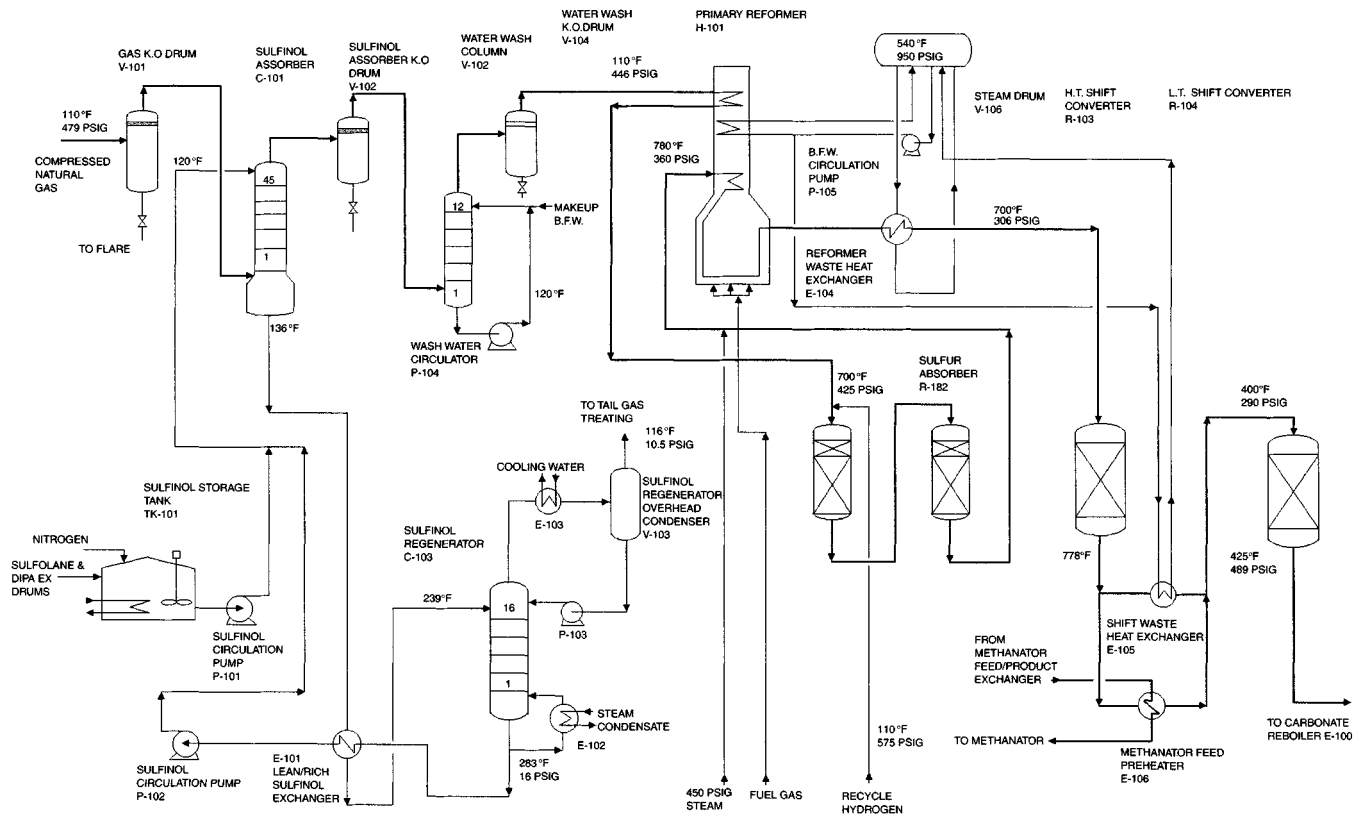 GAS K.O DRUM
V-101
SULFINOL
ASSORBER
C-101
SULFINOL
ASSORBER K.O
DRUM
V-102
WATER WASH
COLUMN
V-102
WATER WASH
K.O.DRUM
V-104
PRIMARY REFORMER
H-101
110°F
446 PSIG
540 °F
950 PSIG
STEAM DRUM
V-106
H.T. SHIFT
CONVERTER
R-103
L.T. SHIFT CONVERTER
R-104
110°F
479 PSIG
COMPRESSED
NATURAL
GAS
TO FLARE
120°F
45
1
136°F
12
1
MAKEUP
B.F.W.
120°F
WASH WATER
CIRCULATOR
P-104
780°F
360 PSIG
B.F.W.
CIRCULATION
PUMP
P-105
REFORMER
WASTE HEAT
EXCHANGER
E-104
700°F
306 PSIG
700°F
425 PSIG
SULFUR
ABSORBER
R-182
400°F
290 PSIG
TO TAIL GAS
TREATING
116°F
10.5 PSIG
COOLING WATER
E-103
SULFINOL
REGENERATOR
OVERHEAD
CONDENSER
V-103
SULFINOL STORAGE
TANK
TK-101
NITROGEN
SULFOLANE &
DIPA EX
DRUMS
SULFINOL
CIRCULATION
PUMP
P-101
SULFINOL
REGENERATOR
C-103
239°F
16
1
P-103
STEAM
CONDENSATE
E-102
283°F
16 PSIG
E-101
LEAN/RICH
SULFINOL
EXCHANGER
SULFINOL
CIRCULATION PUMP
P-102
450 PSIG
STEAM
FUEL GAS
RECYCLE
HYDROGEN
110°F
575 PSIG
778°F
425°F
489 PSIG
SHIFT WASTE
HEAT EXCHANGER
E-105
FROM
METHANATOR
FEED/PRODUCT
EXCHANGER
TO METHANATOR
METHANATOR FEED
PREHEATER
E-106
TO CARBONATE
REBOILER E-100